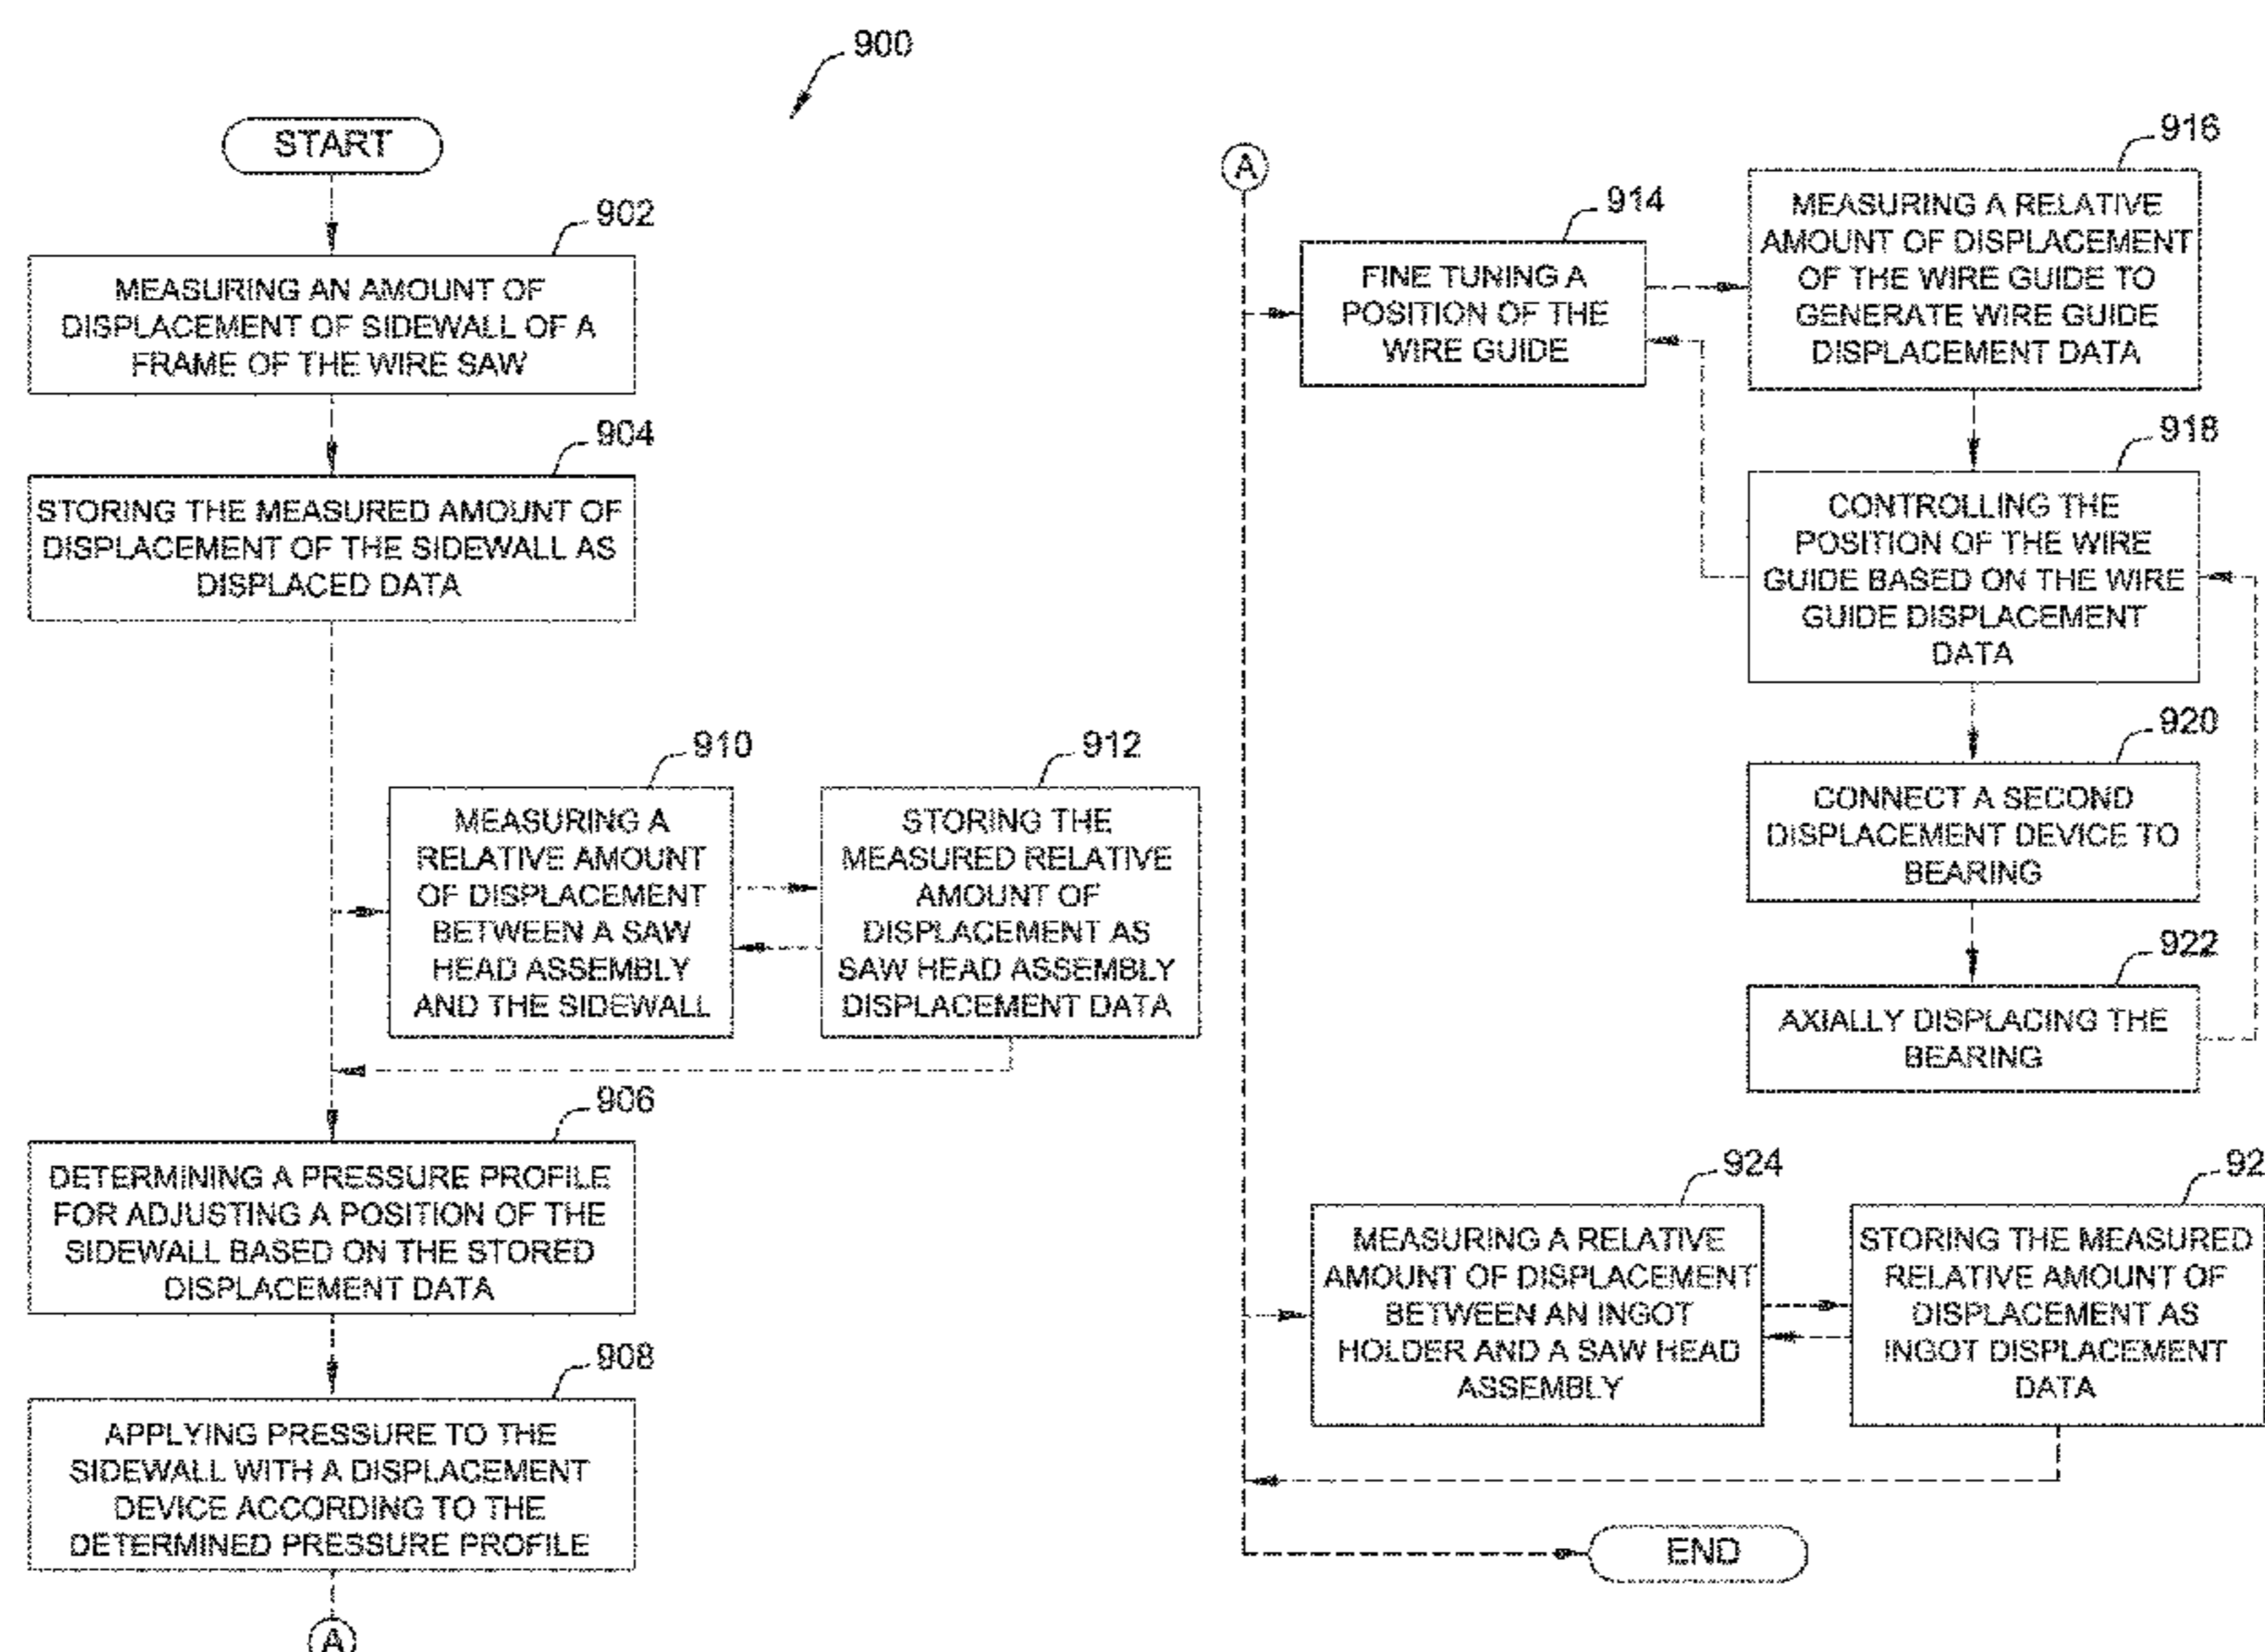 900
START
902
MEASURING AN AMOUNT OF
DISPLACEMENT OF SIDEWALL OF A
FRAME OF THE WIRE SAW
904
STORING THE MEASURED AMOUNT OF
DISPLACEMENT OF THE SIDEWALL AS
DISPLACED DATA
910
MEASURING A
RELATIVE AMOUNT
OF DISPLACEMENT
BETWEEN A SAW
HEAD ASSEMBLY
AND THE SIDEWALL
912
STORING THE
MEASURED RELATIVE
AMOUNT OF
DISPLACEMENT AS
SAW HEAD ASSEMBLY
DISPLACEMENT DATA
906
DETERMINING A PRESSURE PROFILE
FOR ADJUSTING A POSITION OF THE
SIDEWALL BASED ON THE STORED
DISPLACEMENT DATA
908
APPLYING PRESSURE TO THE
SIDEWALL WITH A DISPLACEMENT
DEVICE ACCORDING TO THE
DETERMINED PRESSURE PROFILE
A
A
914
FINE TUNING A
POSITION OF THE
WIRE GUIDE
916
MEASURING A RELATIVE
AMOUNT OF DISPLACEMENT
OF THE WIRE GUIDE TO
GENERATE WIRE GUIDE
DISPLACEMENT DATA
918
CONTROLLING THE
POSITION OF THE WIRE
GUIDE BASED ON THE WIRE
GUIDE DISPLACEMENT
DATA
920
CONNECT A SECOND
DISPLACEMENT DEVICE TO
BEARING
922
AXIALLY DISPLACING THE
BEARING
924
MEASURING A RELATIVE
AMOUNT OF DISPLACEMENT
BETWEEN AN INGOT
HOLDER AND A SAW HEAD
ASSEMBLY
92
STORING THE MEASURED
RELATIVE AMOUNT OF
DISPLACEMENT AS
INGOT DISPLACEMENT
DATA
END